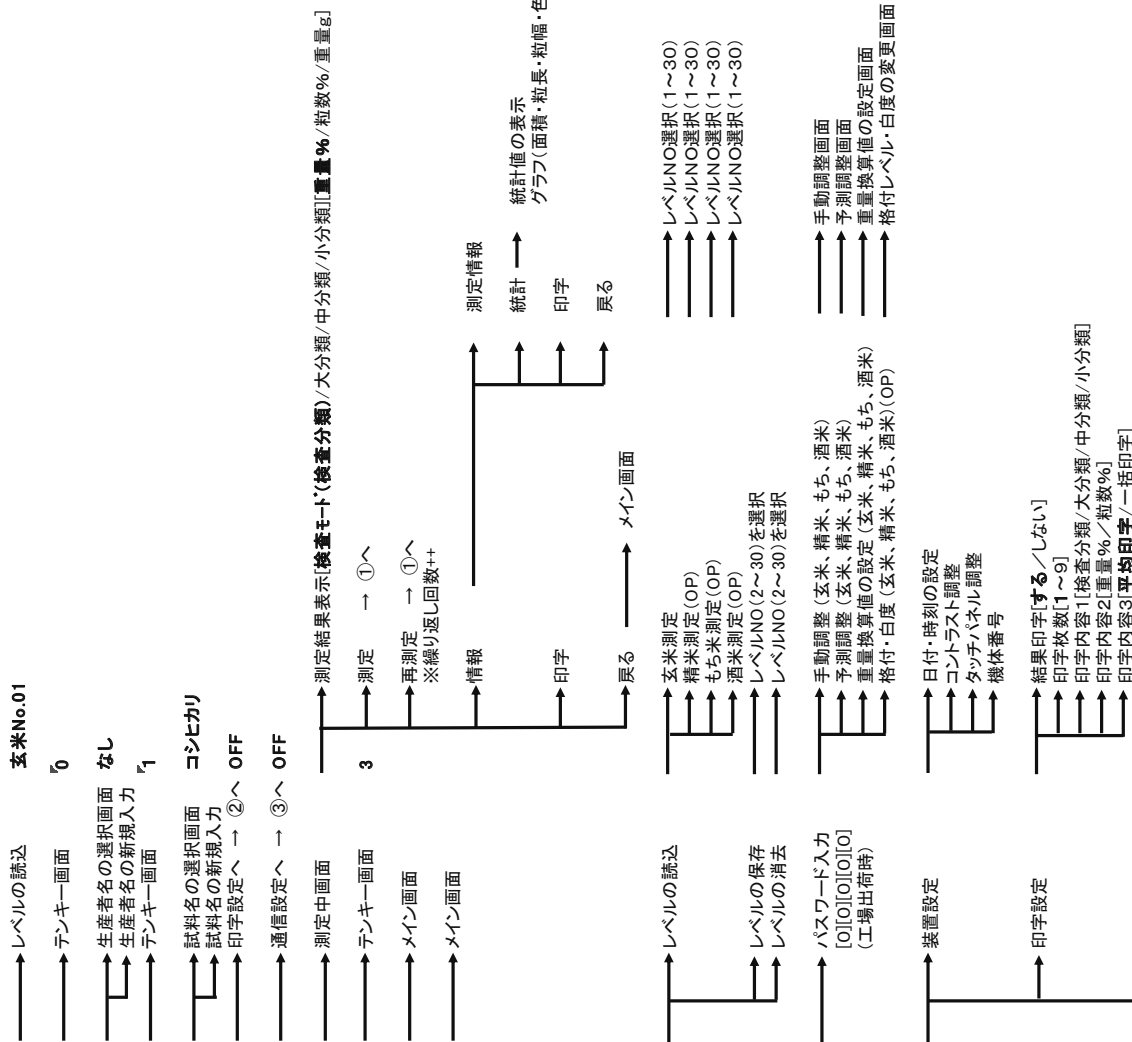 レベルの読込 玄米No.01
テンキー画面 「0
生産者名の選択画面 なし
生産者名の新規入力
テンキー画面 「1
試料名の選択画面 コシヒカリ
試料名の新規入力
印字設定へ → ②へ OFF
通信設定へ → ③へ OFF
測定中画面
測定結果表示[検査モード(検査分類)/大分類/中分類/小分類][重量%/粒数%/重量g]
テンキー画面 3
測定 → ①へ
メイン画面
再測定 → ①へ
※繰り返し回数++
メイン画面
情報
測定情報
統計
統計値の表示
グラフ(面積・粒長・粒幅・色
印字
戻る
印字
戻る
メイン画面
レベルの読込
玄米測定
レベルNO選択(1~30)
精米測定(OP)
レベルNO選択(1~30)
もち米測定(OP)
レベルNO選択(1~30)
酒米測定(OP)
レベルNO選択(1~30)
レベルの保存
レベルNO(2~30)を選択
レベルの消去
レベルNO(2~30)を選択
パスワード入力
[0][0][0][0][0]
(工場出荷時)
手動調整(玄米、精米、もち、酒米)
手動調整画面
予測調整(玄米、精米、もち、酒米)
予測調整画面
重量換算値の設定(玄米、精米、もち、酒米)
重量換算値の設定画面
格付・白度(玄米、精米、もち、酒米)(OP)
格付レベル・白度の変更画面
装置設定
日付・時刻の設定
コントラスト調整
タッチパネル調整
機体番号
印字設定
結果印字[する/しない]
印字枚数[1~9]
印字内容1[検査分類/大分類/中分類/小分類]
印字内容2[重量%/粒数%]
印字内容3[平均印字/一括印字]